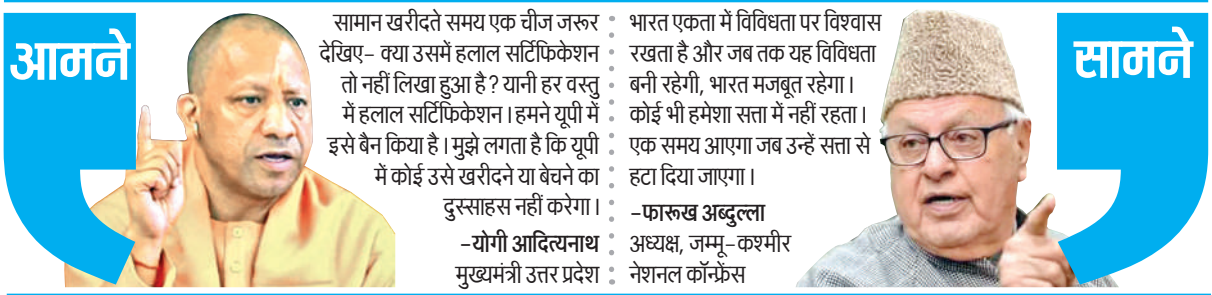 आमने
सामान खरीदते समय एक चीज जरूर
देखिए– क्या उसमें हलाल सर्टिफिकेशन
तो नहीं लिखा हुआ है? यानी हर वस्तु
में हलाल सर्टिफिकेशन। हमने यूपी में
इसे बैन किया है। मुझे लगता है कि यूपी
में कोई उसे खरीदने या बेचने का
दुस्साहस नहीं करेगा।
–योगी आदित्यनाथ
मुख्यमंत्री उत्तर प्रदेश
भारत एकता में विविधता पर विश्वास
रखता है और जब तक यह विविधता
बनी रहेगी, भारत मजबूत रहेगा।
कोई भी हमेशा सत्ता में नहीं रहता।
एक समय आएगा जब उन्हें सत्ता से
हटा दिया जाएगा।
–फारूख अब्दुल्ला
अध्यक्ष, जम्मू–कश्मीर
नेशनल कॉन्फ्रेंस
सामने